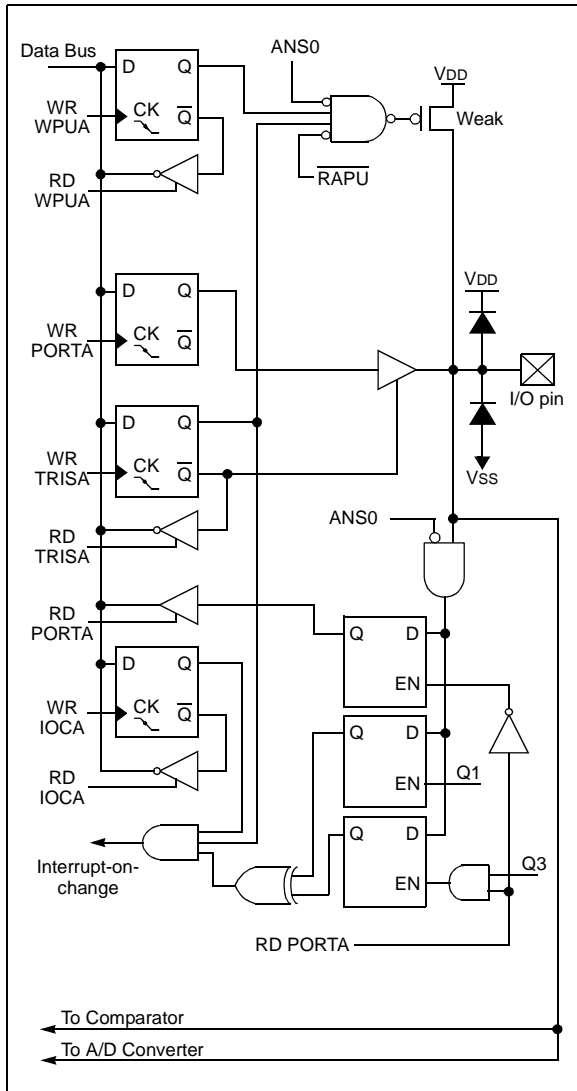 Data Bus
D Q
WR
WPUA
CK
Q
RD
WPUA
ANS0
RAPU
VDD
Weak
D Q
WR
PORTA
CK
Q
VDD
I/O pin
VSS
D Q
WR
TRISA
CK
Q
RD
TRISA
ANS0
RD
PORTA
Q D
EN
D Q
WR
IOCA
CK
Q
RD
IOCA
Q D
EN
Q1
Q D
EN
Q3
Interrupt-on-
change
RD PORTA
To Comparator
To A/D Converter